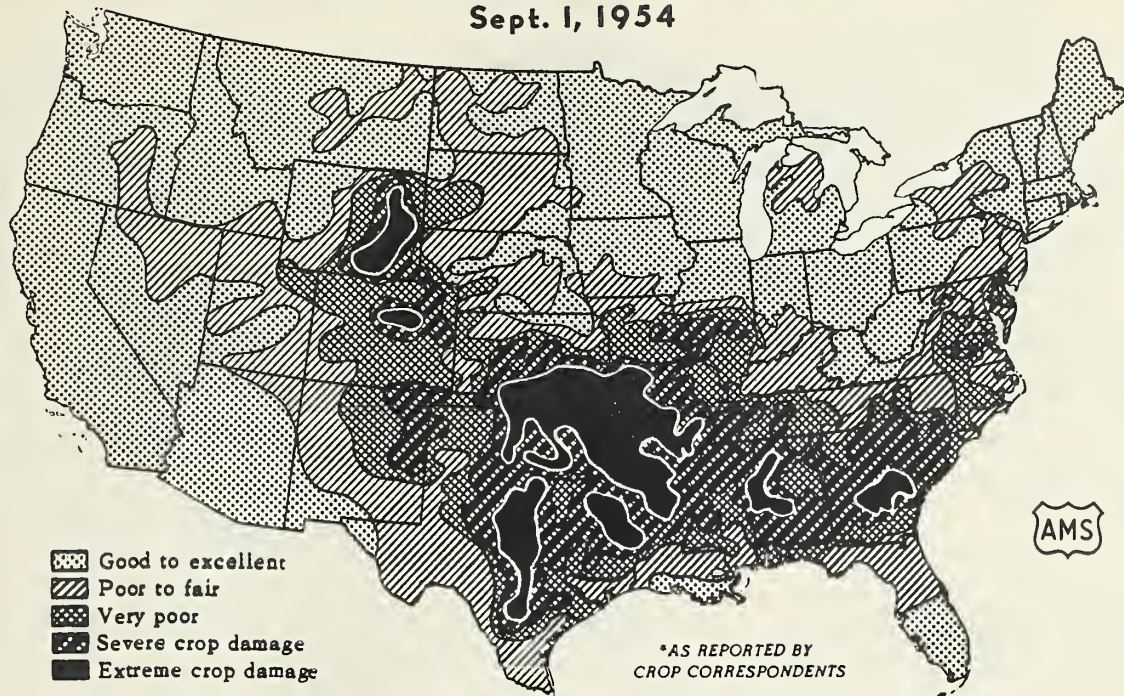 Sept. 1, 1954
AMS
Good to excellent
Poor to fair
Very poor
Severe crop damage
Extreme crop damage
*AS REPORTED BY
CROP CORRESPONDENTS